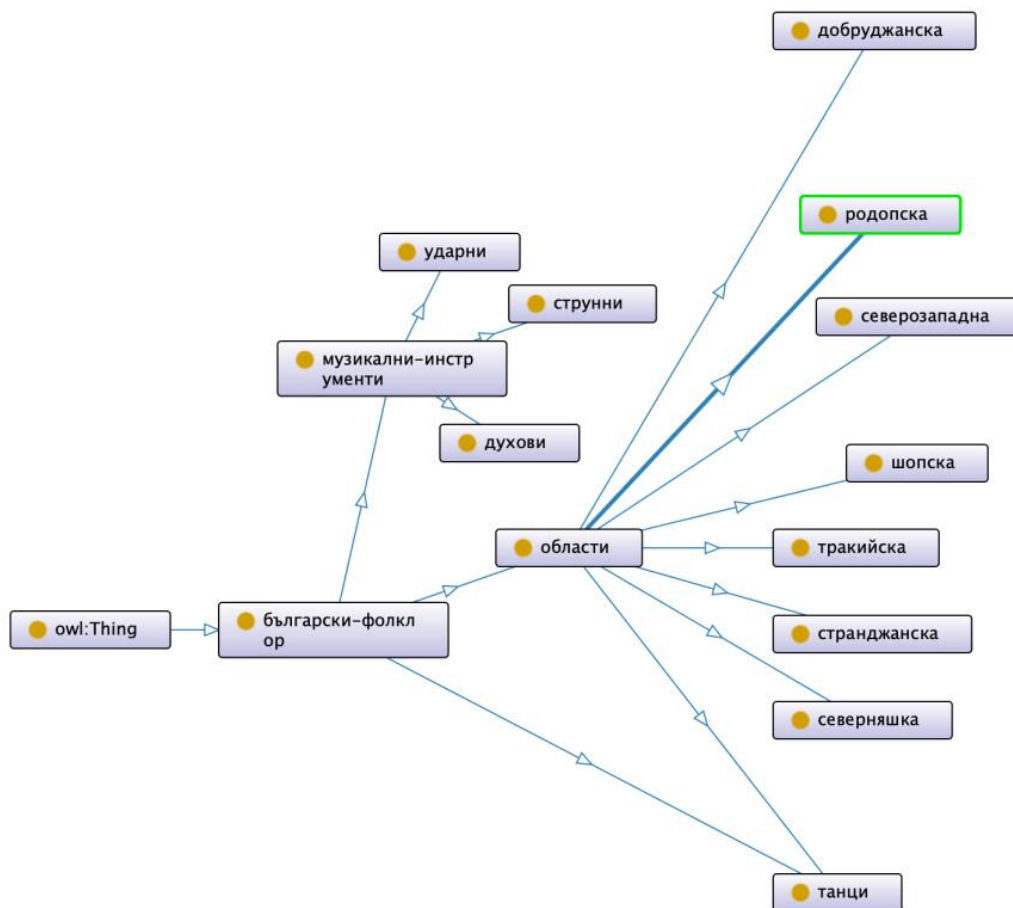 добруджанска
родопска
ударни
струнни
северозападна
музикални-инстр
ументи
духови
шопска
области
тракийска
owl:Thing
български-фолкл
ор
странджанска
северняшка
танци